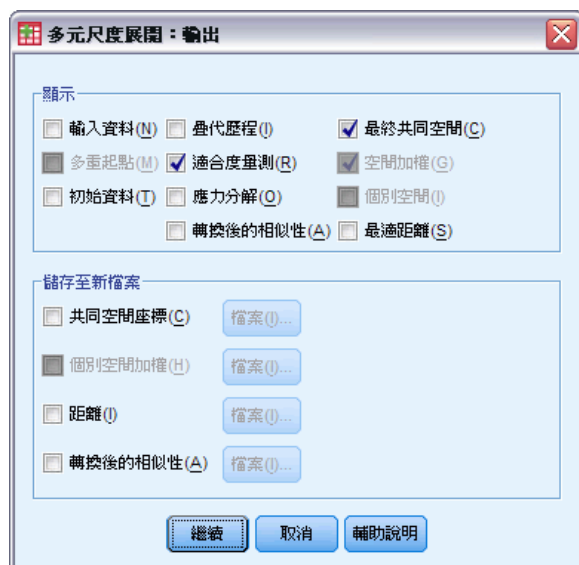 多元尺度展開：輸出
顯示
輸入資料(N) 疊代歷程(I) 最終共同空間(C)
多重起點(M) 適合度量測(R) 空間加權(G)
初始資料(T) 應力分解(O) 個別空間(I)
轉換後的相似性(A) 最適距離(S)
儲存至新檔案
共同空間座標(C) 檔案(I)...
個別空間加權(H) 檔案(I)...
距離(I) 檔案(I)...
轉換後的相似性(A) 檔案(I)...
繼續 取消 輔助說明